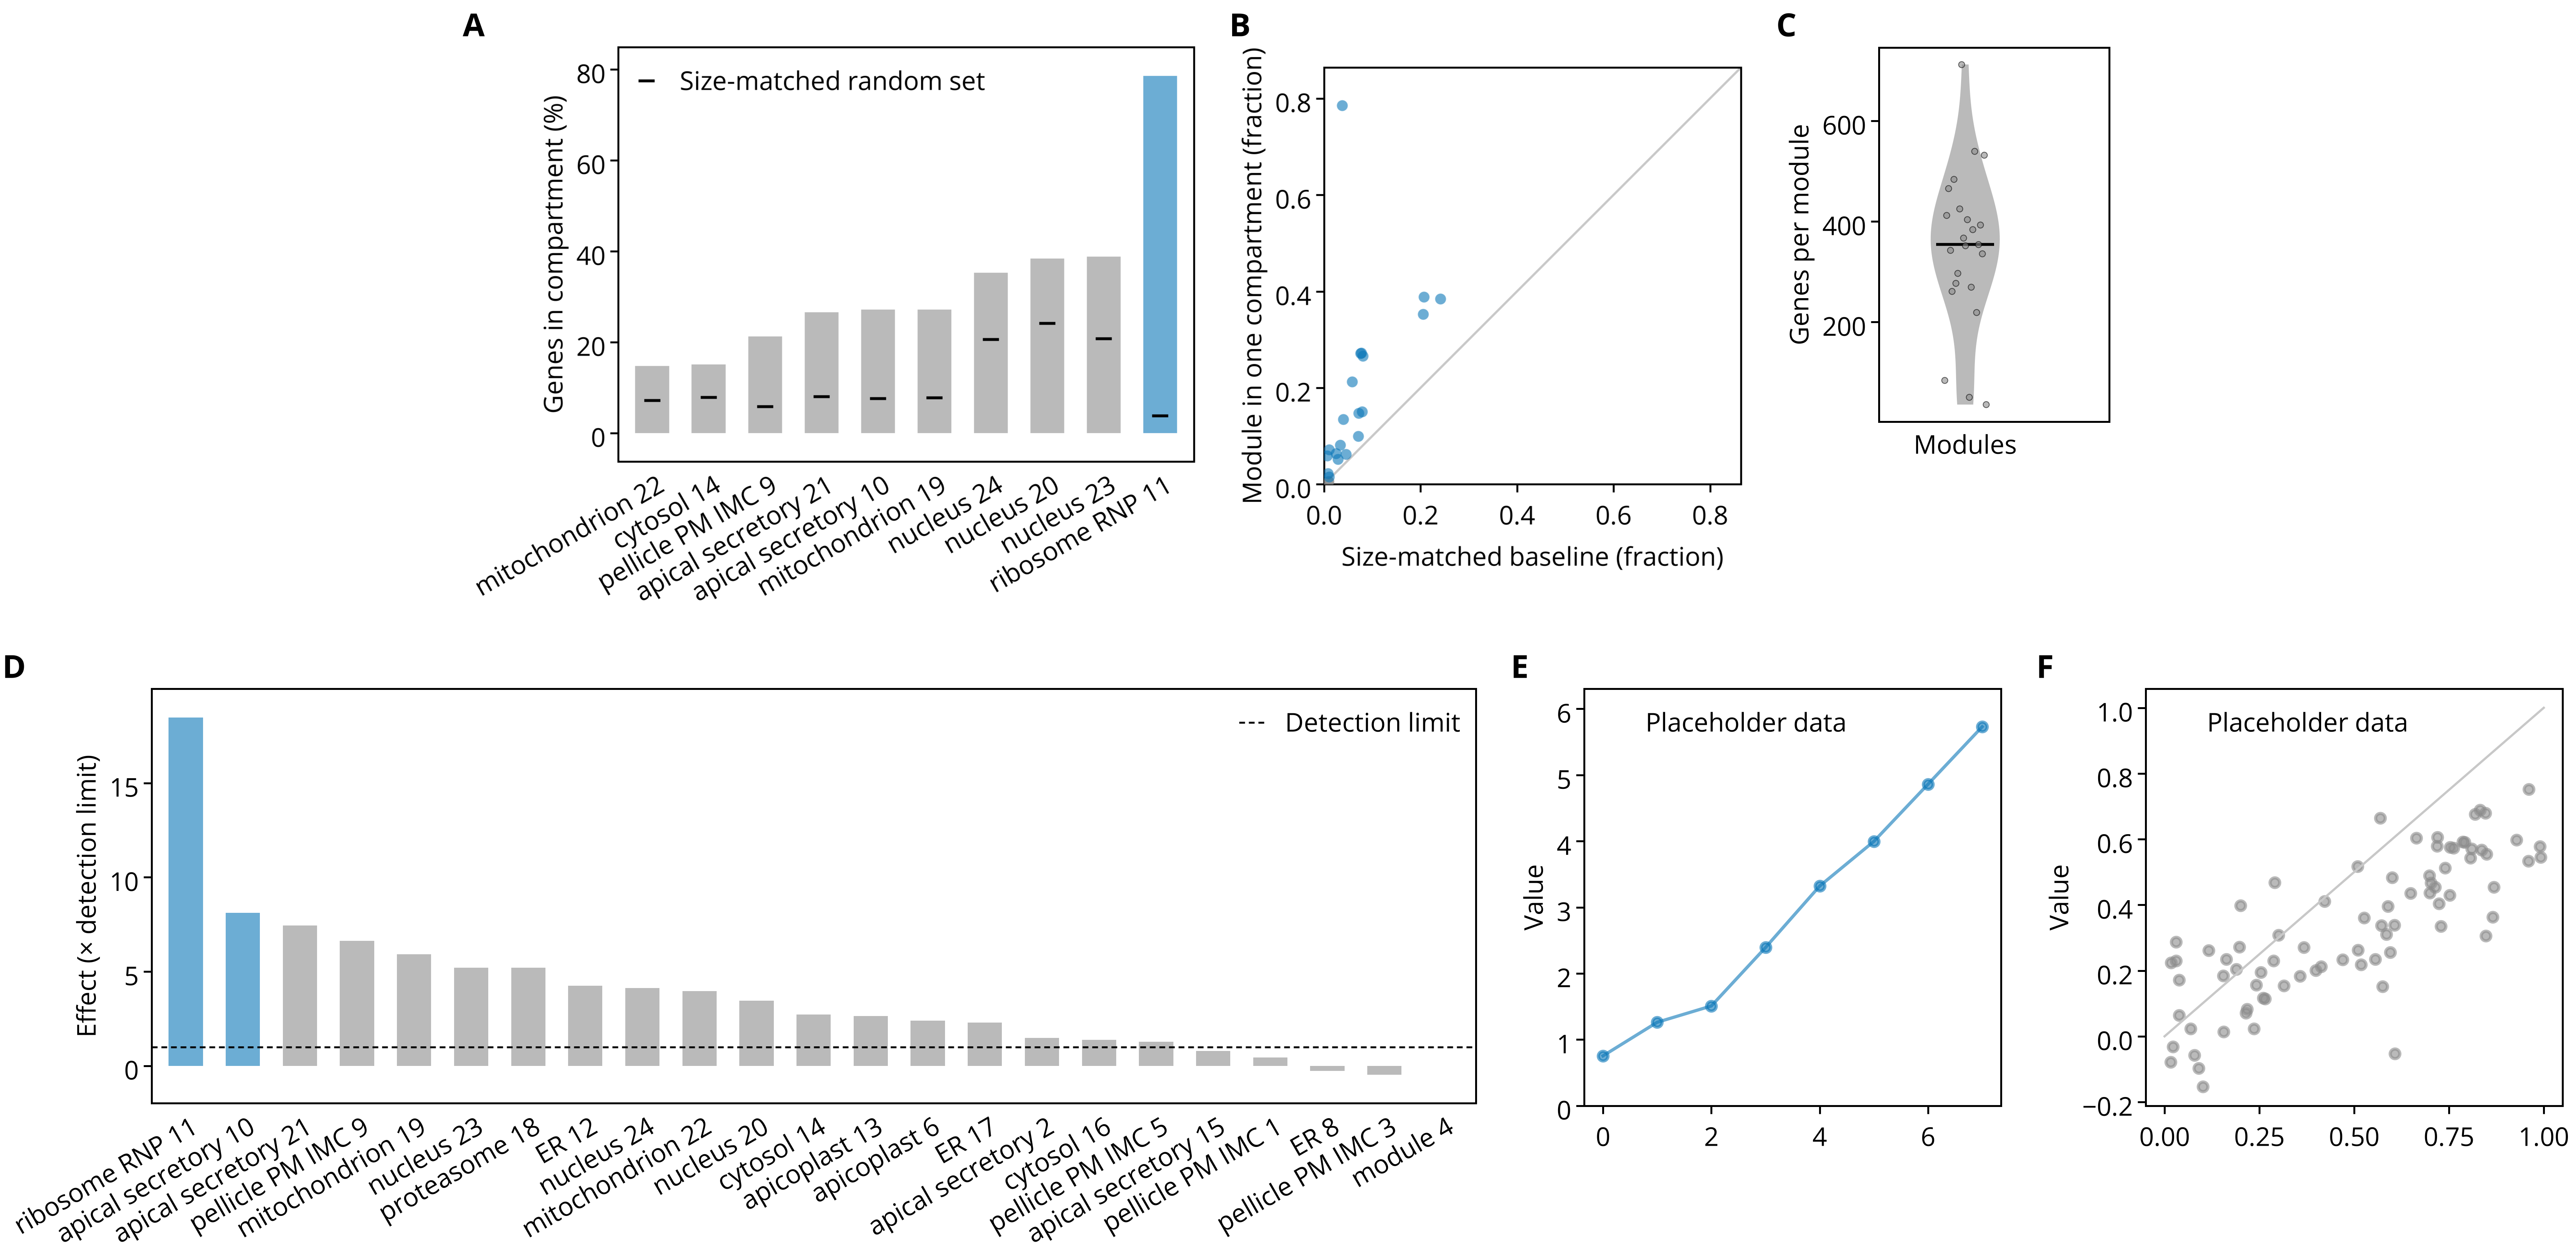 A
Genes in compartment (%)
80
60
40
20
0
Size-matched random set
mitochondrion 22
cytosol 14
pellicle PM IMC 9
apical secretory 21
apical secretory 10
mitochondrion 19
nucleus 24
nucleus 20
nucleus 23
ribosome RNP 11
B
Module in one compartment (fraction)
0.8
0.6
0.4
0.2
0.0
0.0 0.2 0.4 0.6 0.8
Size-matched baseline (fraction)
C
Genes per module
600
400
200
Modules
D
Effect (× detection limit)
15
10
5
0
Detection limit
ribosome RNP 11
apical secretory 10
apical secretory 21
pellicle PM IMC 9
mitochondrion 19
nucleus 23
proteasome 18
ER 12
nucleus 24
mitochondrion 22
nucleus 20
cytosol 14
apicoplast 13
apicoplast 6
ER 17
apical secretory 2
cytosol 16
pellicle PM IMC 5
apical secretory 15
pellicle PM IMC 1
ER 8
pellicle PM IMC 3
module 4
E
Value
6
5
4
3
2
1
0
Placeholder data
0 2 4 6
F
Value
1.0
0.8
0.6
0.4
0.2
0.0
−0.2
Placeholder data
0.00 0.25 0.50 0.75 1.00